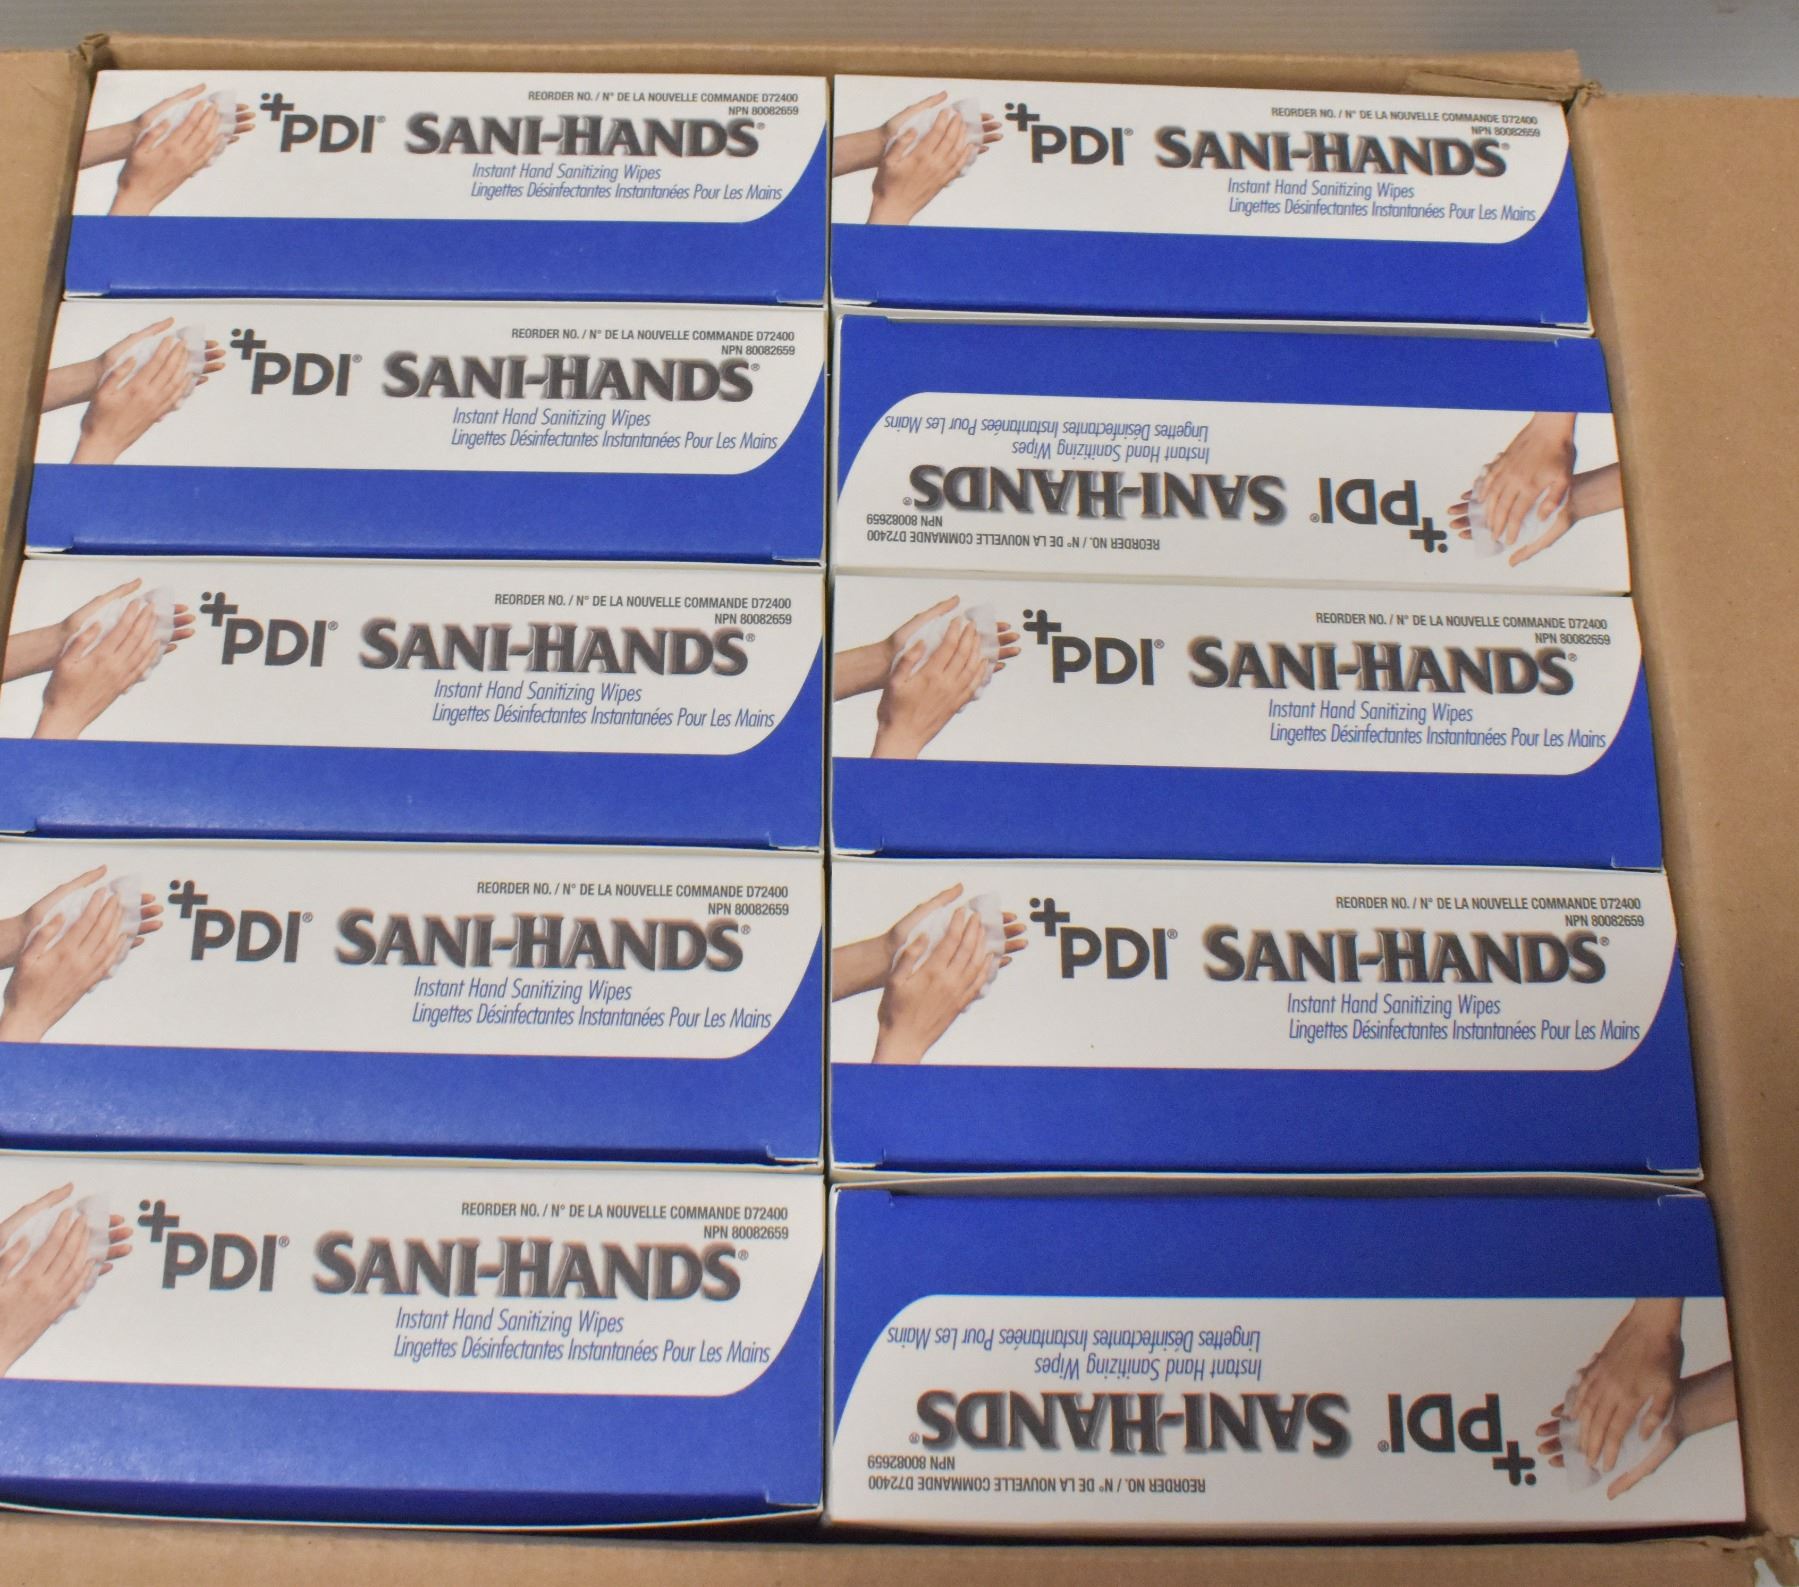 REORDER NO. / N° DE LA NOUVELLE COMMANDE D72400
NPN 80082659
PDI® SANI-HANDS®
Instant Hand Sanitizing Wipes
Lingettes Désinfectantes Instantanées Pour Les Mains
REORDER NO. / N° DE LA NOUVELLE COMMANDE D72400
NPN 80082659
PDI® SANI-HANDS®
Instant Hand Sanitizing Wipes
Lingettes Désinfectantes Instantanées Pour Les Mains
REORDER NO. / N° DE LA NOUVELLE COMMANDE D72400
NPN 80082659
PDI® SANI-HANDS®
Instant Hand Sanitizing Wipes
Lingettes Désinfectantes Instantanées Pour Les Mains
REORDER NO. / N° DE LA NOUVELLE COMMANDE D72400
NPN 80082659
PDI® SANI-HANDS®
Instant Hand Sanitizing Wipes
Lingettes Désinfectantes Instantanées Pour Les Mains
REORDER NO. / N° DE LA NOUVELLE COMMANDE D72400
NPN 80082659
PDI® SANI-HANDS®
Instant Hand Sanitizing Wipes
Lingettes Désinfectantes Instantanées Pour Les Mains
REORDER NO. / N° DE LA NOUVELLE COMMANDE D72400
NPN 80082659
PDI® SANI-HANDS®
Instant Hand Sanitizing Wipes
Lingettes Désinfectantes Instantanées Pour Les Mains
REORDER NO. / N° DE LA NOUVELLE COMMANDE D72400
NPN 80082659
PDI® SANI-HANDS®
Instant Hand Sanitizing Wipes
Lingettes Désinfectantes Instantanées Pour Les Mains
REORDER NO. / N° DE LA NOUVELLE COMMANDE D72400
NPN 80082659
PDI® SANI-HANDS®
Instant Hand Sanitizing Wipes
Lingettes Désinfectantes Instantanées Pour Les Mains
REORDER NO. / N° DE LA NOUVELLE COMMANDE D72400
NPN 80082659
PDI® SANI-HANDS®
Instant Hand Sanitizing Wipes
Lingettes Désinfectantes Instantanées Pour Les Mains
REORDER NO. / N° DE LA NOUVELLE COMMANDE D72400
NPN 80082659
PDI® SANI-HANDS®
Instant Hand Sanitizing Wipes
Lingettes Désinfectantes Instantanées Pour Les Mains